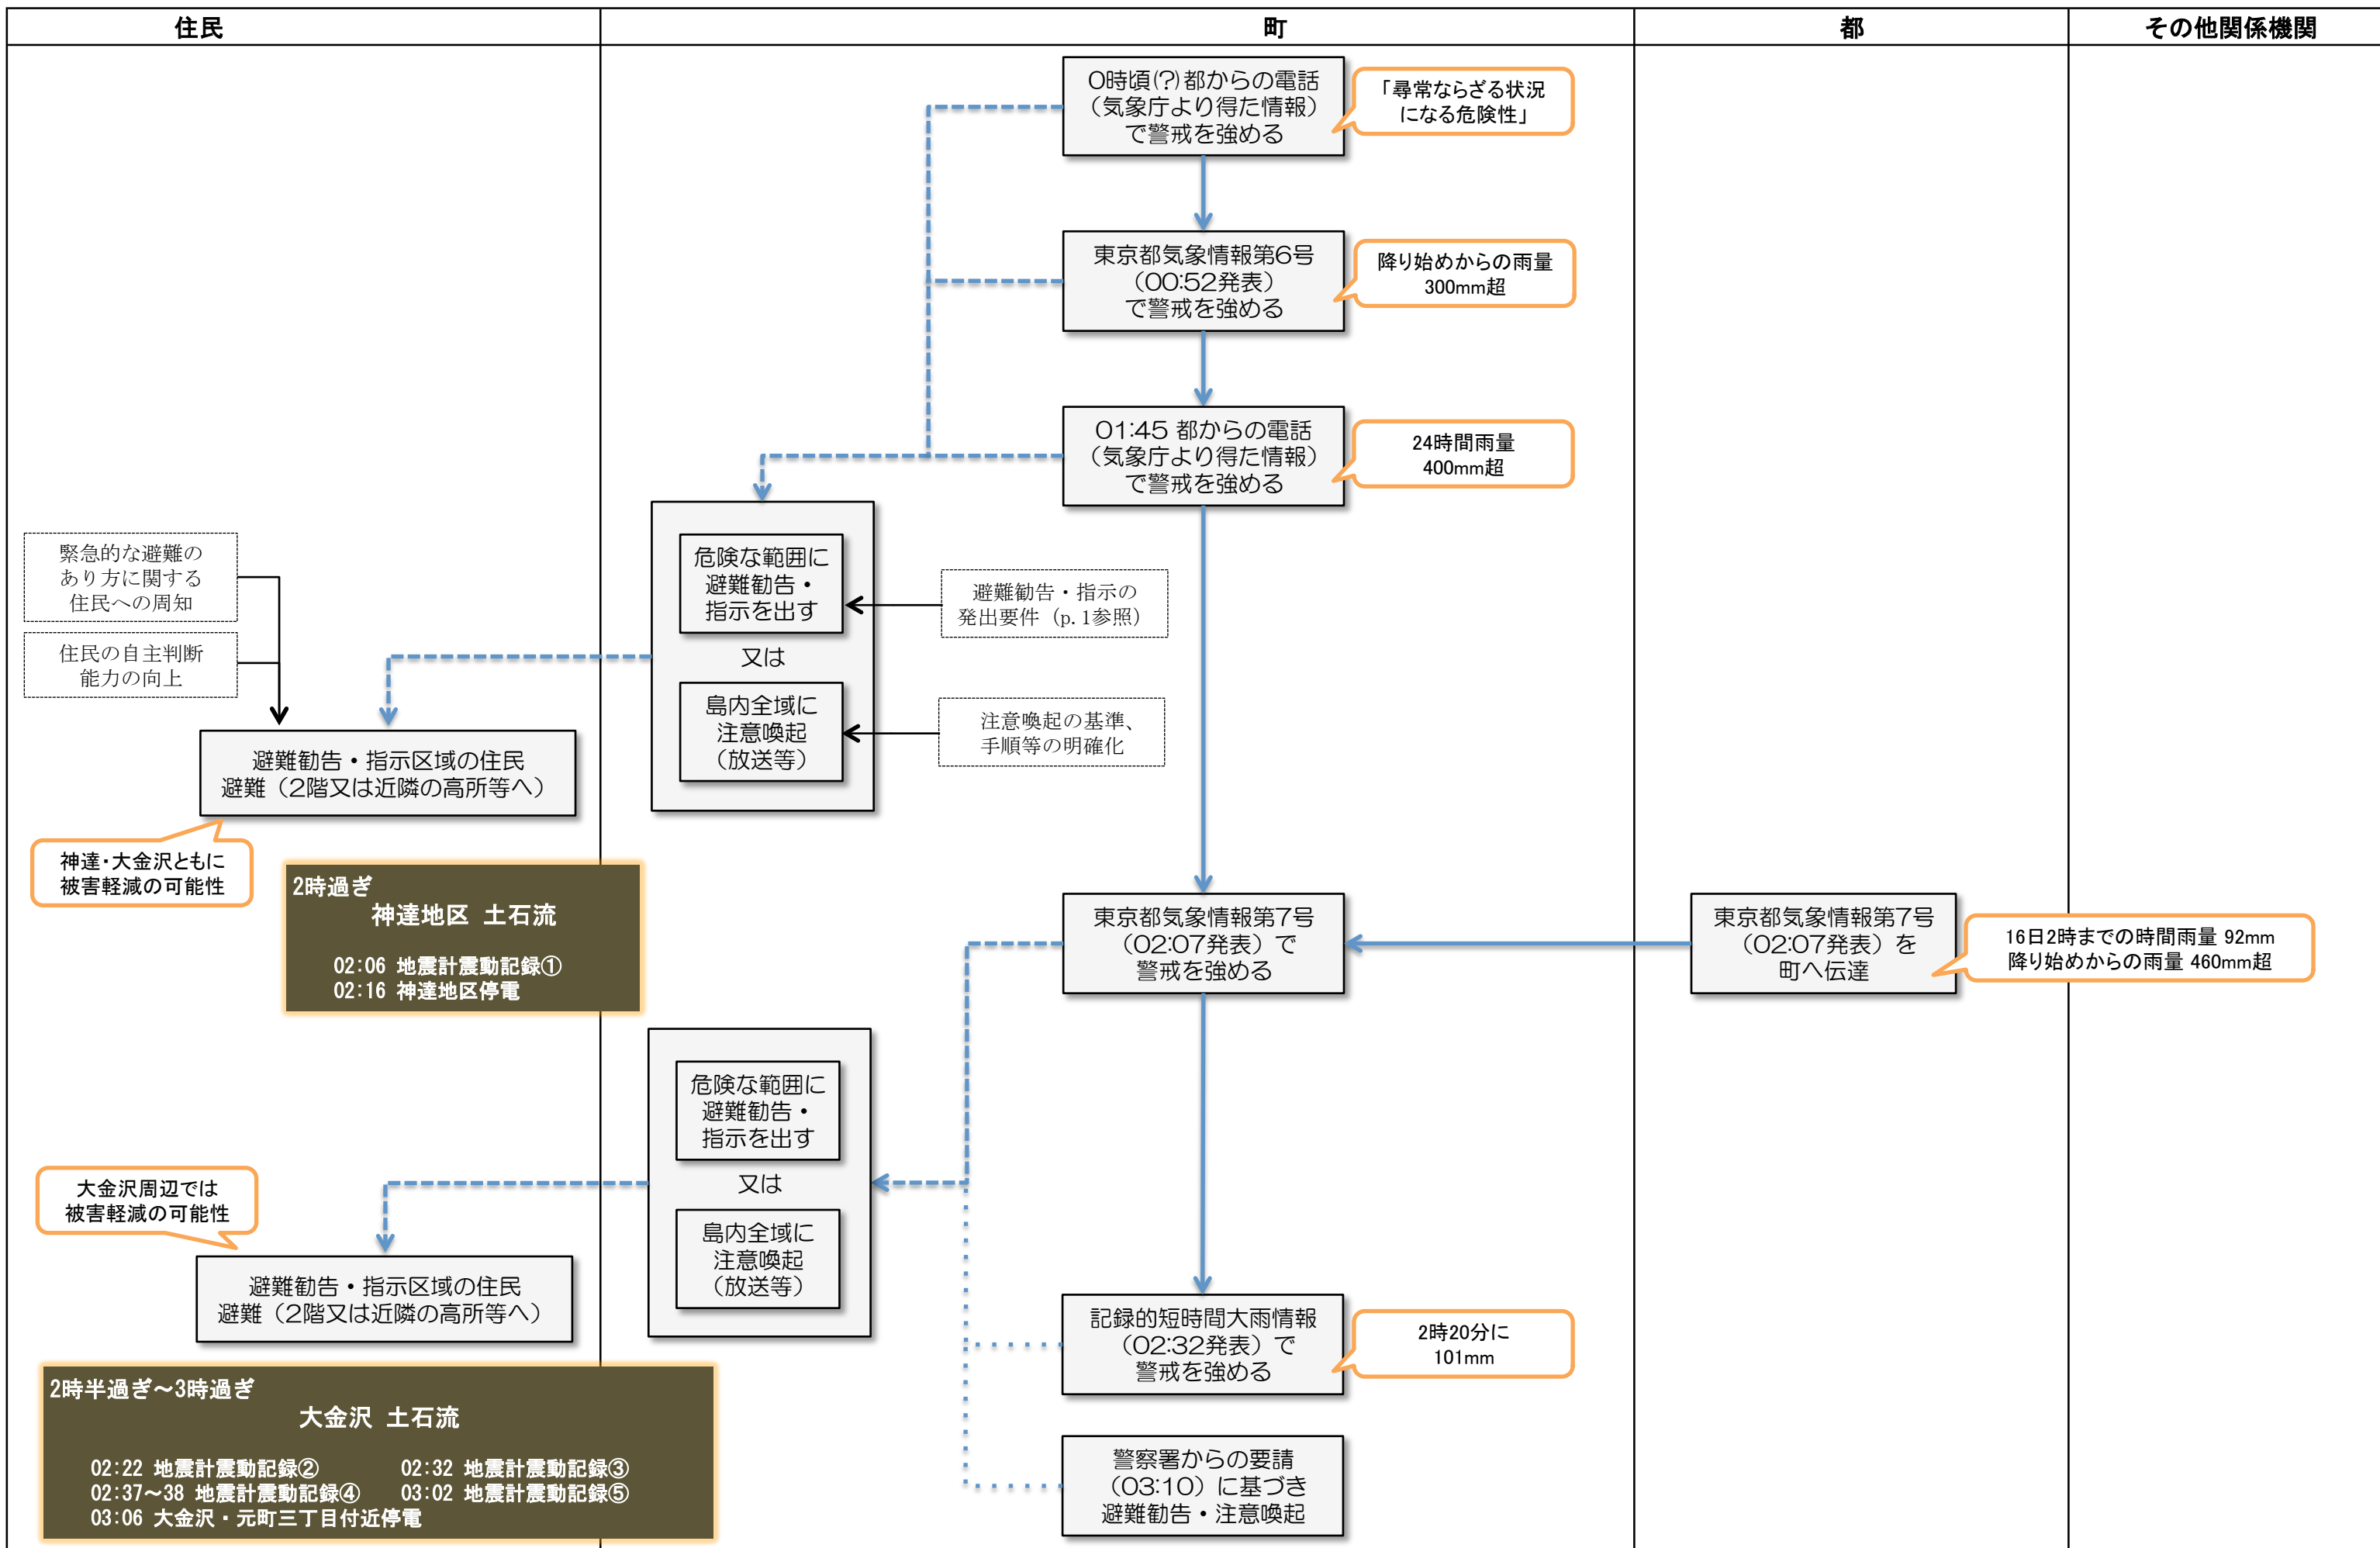 住民
町
都
その他関係機関
0時頃(?)都からの電話
（気象庁より得た情報）
で警戒を強める
「尋常ならざる状況
になる危険性」
東京都気象情報第6号
（00:52発表）
で警戒を強める
降り始めからの雨量
300mm超
01:45 都からの電話
（気象庁より得た情報）
で警戒を強める
24時間雨量
400mm超
緊急的な避難の
あり方に関する
住民への周知
住民の自主判断
能力の向上
危険な範囲に
避難勧告・
指示を出す
又は
島内全域に
注意喚起
（放送等）
避難勧告・指示の
発出要件（p.1参照）
注意喚起の基準、
手順等の明確化
避難勧告・指示区域の住民
避難（2階又は近隣の高所等へ）
神達・大金沢ともに
被害軽減の可能性
2時過ぎ
神達地区 土石流
02:06 地震計震動記録①
02:16 神達地区停電
東京都気象情報第7号
（02:07発表）で
警戒を強める
東京都気象情報第7号
（02:07発表）を
町へ伝達
16日2時までの時間雨量 92mm
降り始めからの雨量 460mm超
危険な範囲に
避難勧告・
指示を出す
又は
島内全域に
注意喚起
（放送等）
大金沢周辺では
被害軽減の可能性
避難勧告・指示区域の住民
避難（2階又は近隣の高所等へ）
記録的短時間大雨情報
（02:32発表）で
警戒を強める
2時20分に
101mm
2時半過ぎ～3時過ぎ
大金沢 土石流
02:22 地震計震動記録② 02:32 地震計震動記録③
02:37～38 地震計震動記録④ 03:02 地震計震動記録⑤
03:06 大金沢・元町三丁目付近停電
警察署からの要請
（03:10）に基づき
避難勧告・注意喚起